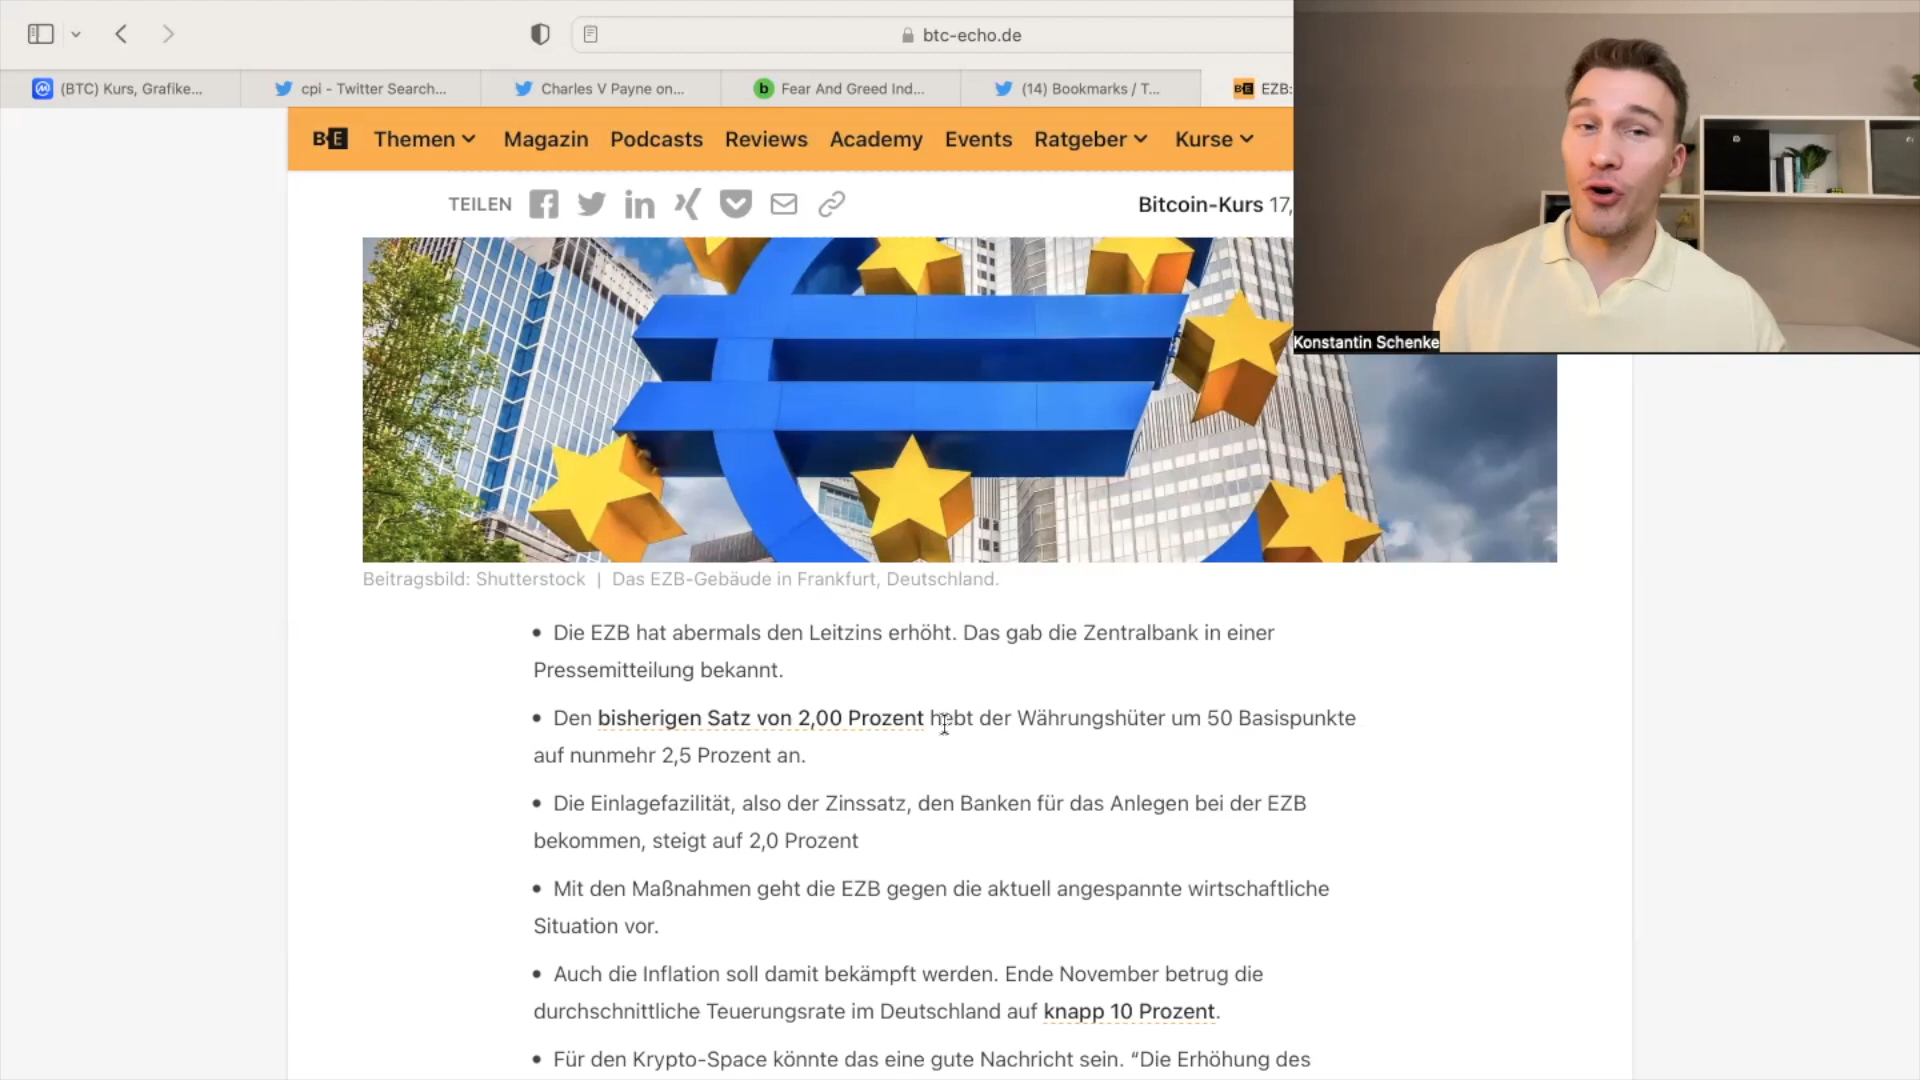 btc-echo.de
(BTC) Kurs, Grafike...
cpi - Twitter Search...
Charles V Payne on...
b
Fear And Greed Ind...
(14) Bookmarks / T...
B-E
EZB:
B-E
Themen
Magazin
Podcasts
Reviews
Academy
Events
Ratgeber
Kurse
TEILEN
Bitcoin-Kurs 17,
Konstantin Schenke
Beitragsbild: Shutterstock | Das EZB-Gebäude in Frankfurt, Deutschland.
• Die EZB hat abermals den Leitzins erhöht. Das gab die Zentralbank in einer
Pressemitteilung bekannt.
• Den bisherigen Satz von 2,00 Prozent hebt der Währungshüter um 50 Basispunkte
auf nunmehr 2,5 Prozent an.
• Die Einlagefazilität, also der Zinssatz, den Banken für das Anlegen bei der EZB
bekommen, steigt auf 2,0 Prozent
• Mit den Maßnahmen geht die EZB gegen die aktuell angespannte wirtschaftliche
Situation vor.
• Auch die Inflation soll damit bekämpft werden. Ende November betrug die
durchschnittliche Teuerungsrate im Deutschland auf knapp 10 Prozent.
• Für den Krypto-Space könnte das eine gute Nachricht sein. “Die Erhöhung des